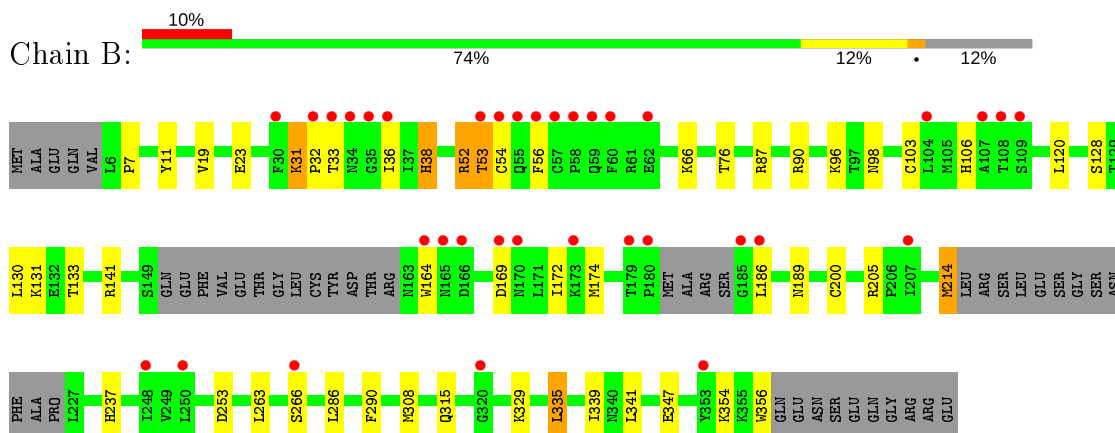 10%
Chain B:
74% 12% • 12%
MET ALA GLU GLN VAL L6 P7 Y11 V19 E23 F30 K31 P32 T33 N34 G35 I36 I37 H38 R52 T53 C54 Q55 F56 C57 P58 Q59 F60 R61 E62 K66 T76 R87 R90 K96 T97 N98 C103 L104 M105 H106 A107 T108 S109 L120 S128 T129
L130 K131 E132 T133 R141 S149 GLN GLU PHE VAL GLU THR GLY LEU CYS TYR ASP THR ARG N163 W164 N165 D166 D169 N170 L171 I172 K173 M174 T179 P180 MET ALA ARG SER G185 L186 N189 C200 R205 P206 I207 M214 LEU ARG SER LEU GLU SER GLY SER ASN
PHE ALA PRO L227 H237 I248 V249 L250 D253 L263 S266 L286 F290 M308 Q315 G320 K329 L335 I339 N340 L341 E347 Y353 K354 K355 W356 GLN GLU ASN SER GLU GLN GLY ARG ARG GLU